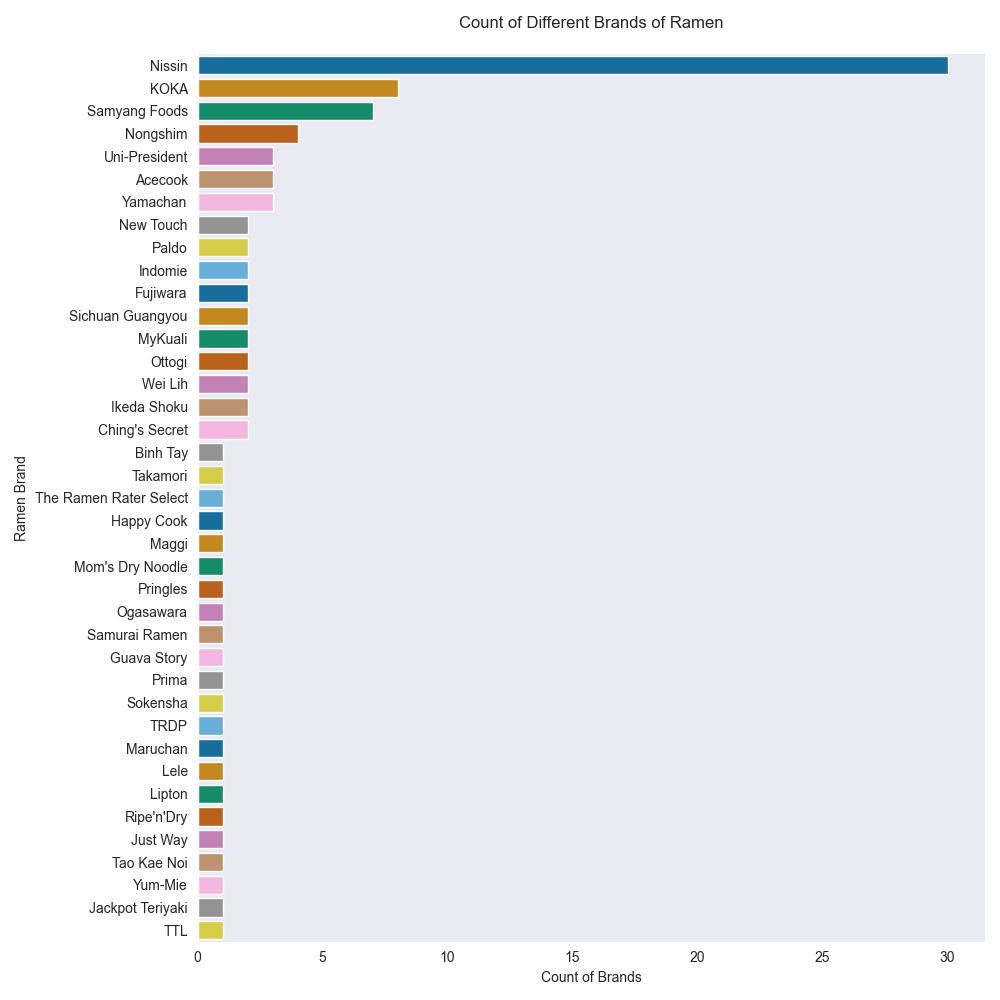 Count of Different Brands of Ramen
Ramen Brand
Nissin
KOKA
Samyang Foods
Nongshim
Uni-President
Acecook
Yamachan
New Touch
Paldo
Indomie
Fujiwara
Sichuan Guangyou
MyKuali
Ottogi
Wei Lih
Ikeda Shoku
Ching's Secret
Binh Tay
Takamori
The Ramen Rater Select
Happy Cook
Maggi
Mom's Dry Noodle
Pringles
Ogasawara
Samurai Ramen
Guava Story
Prima
Sokensha
TRDP
Maruchan
Lele
Lipton
Ripe'n'Dry
Just Way
Tao Kae Noi
Yum-Mie
Jackpot Teriyaki
TTL
0 5 10 15 20 25 30
Count of Brands